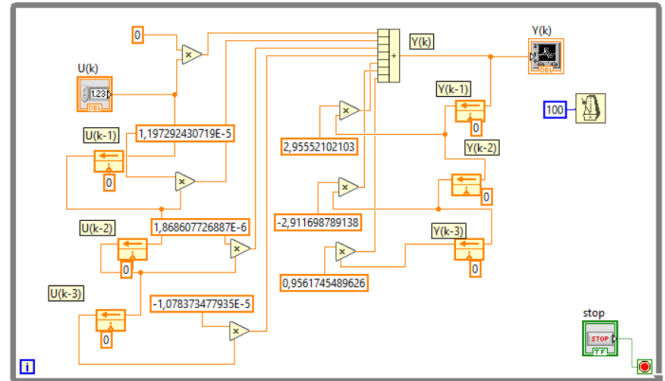 0
Y(k)
Y(k)
U(k)
1.23
DBL
DBL
Y(k-1)
100
U(k-1)
1,197292430719E-5
0
0
2,95552102103
Y(k-2)
0
U(k-2)
1,868607726887E-6
-2,911698789138
Y(k-3)
0
0
0,9561745489626
U(k-3)
-1,078373477935E-5
0
stop
STOP
TF
i